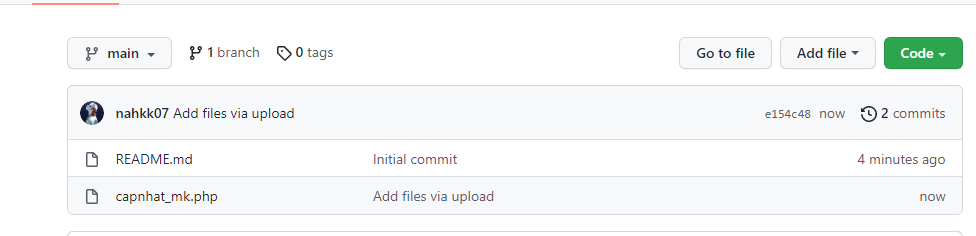 main 1 branch 0 tags Go to file Add file Code
nahkk07 Add files via upload e154c48 now 2 commits
README.md Initial commit 4 minutes ago
capnhat_mk.php Add files via upload now